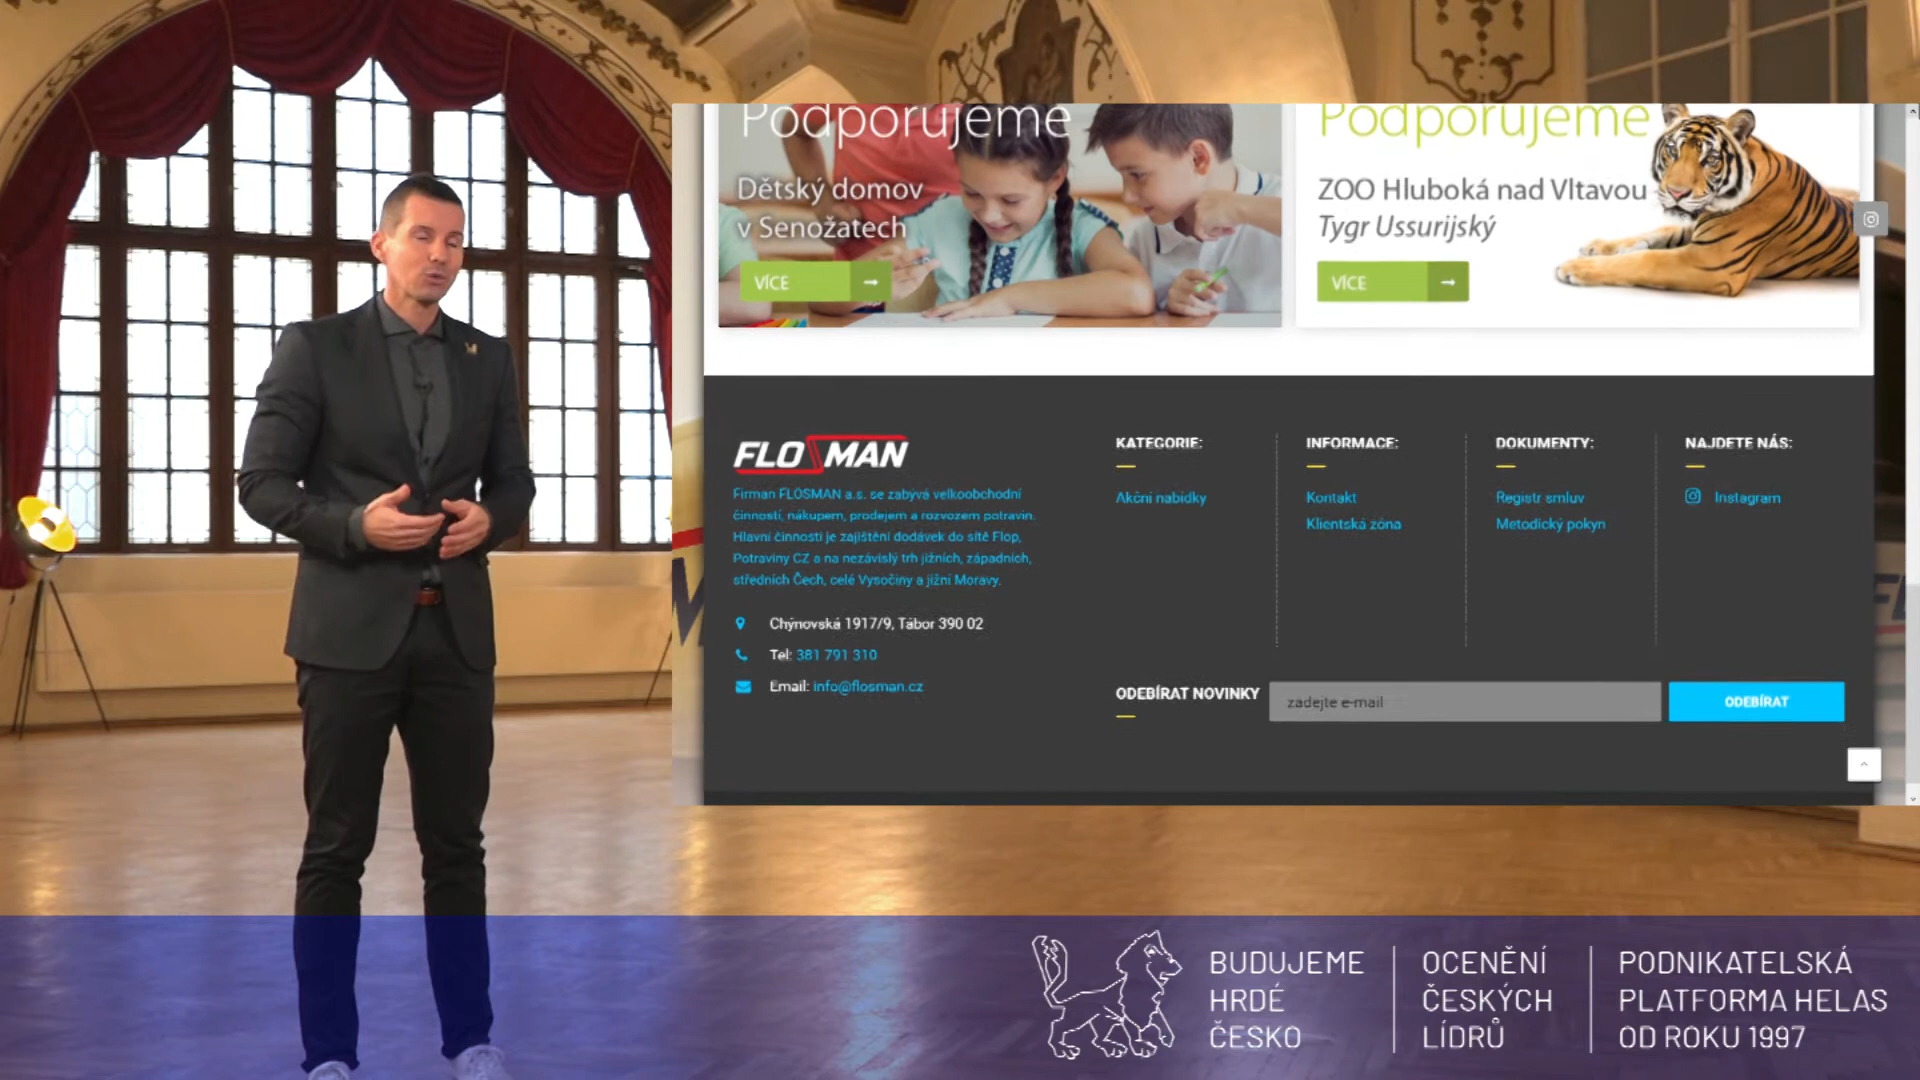 Podporujeme
Dětský domov
v Senožatech
VÍCE
Podporujeme
ZOO Hluboká nad Vltavou
Tygr Ussurijský
VÍCE
FLOSMAN
Firman FLOSMAN a.s. se zabývá velkoobchodní
činností, nákupem, prodejem a rozvozem potravin.
Hlavní činností je zajištění dodávek do sítě Flop,
Potraviny CZ a na nezávislý trh jižních, západních,
středních Čech, celé Vysočiny a jižní Moravy.
Chýnovská 1917/9, Tábor 390 02
Tel: 381 791 310
Email: info@flosman.cz
KATEGORIE:
Akční nabídky
INFORMACE:
Kontakt
Klientská zóna
DOKUMENTY:
Registr smluv
Metodický pokyn
NAJDETE NÁS:
Instagram
ODEBÍRAT NOVINKY
zadejte e-mail
ODEBÍRAT
BUDUJEME
HRDÉ
ČESKO
OCENĚNÍ
ČESKÝCH
LÍDRŮ
PODNIKATELSKÁ
PLATFORMA HELAS
OD ROKU 1997